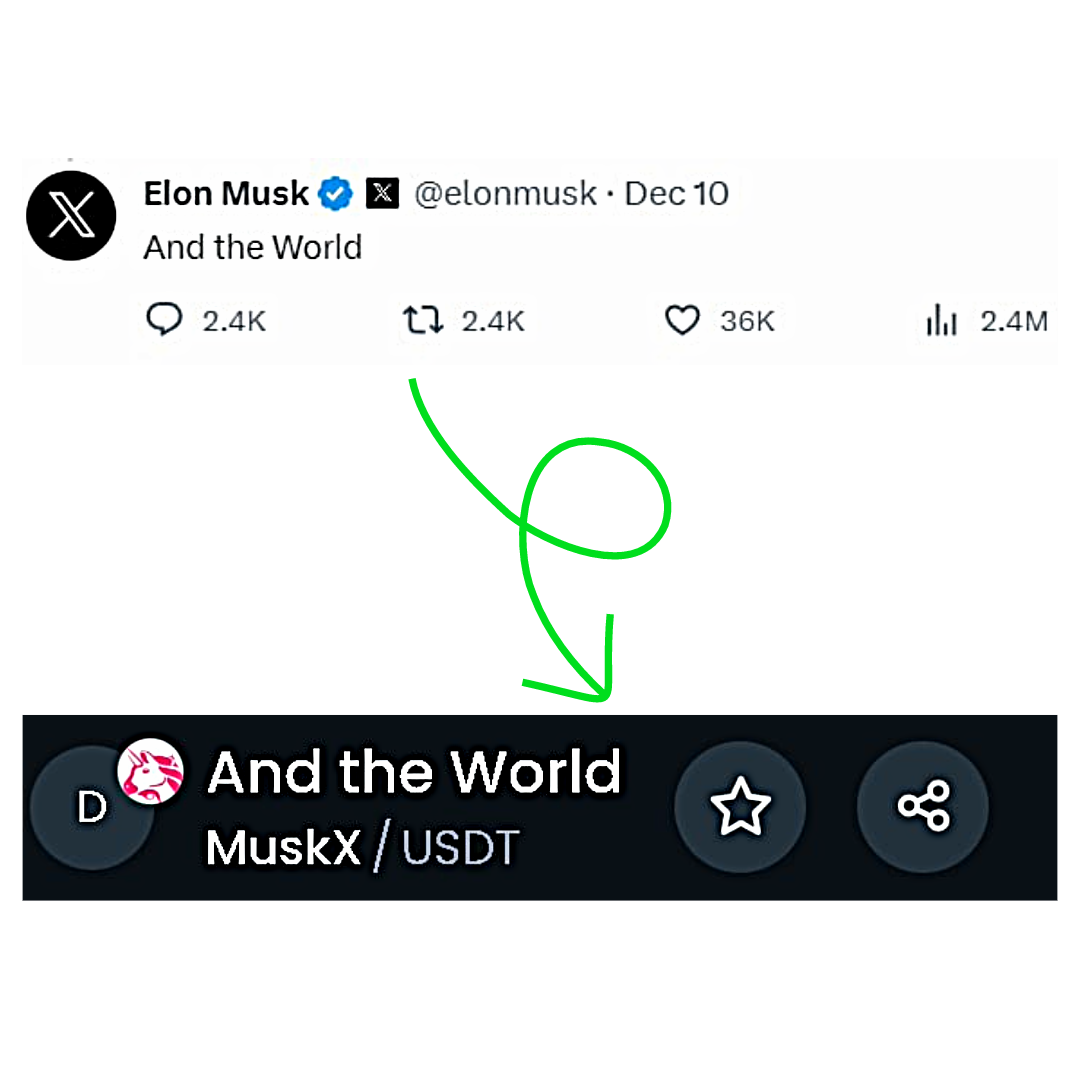 Elon Musk @elonmusk · Dec 10
And the World
2.4K 2.4K 36K 2.4M
D And the World
MuskX / USDT